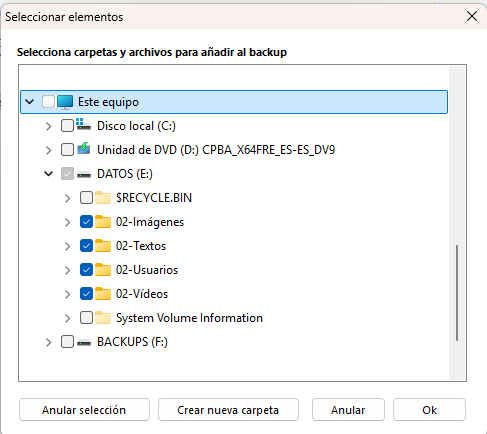 Seleccionar elementos
Selecciona carpetas y archivos para añadir al backup
Este equipo
Disco local (C:)
Unidad de DVD (D:) CPBA_X64FRE_ES-ES_DV9
DATOS (E:)
$RECYCLE.BIN
02-Imágenes
02-Textos
02-Usuarios
02-Vídeos
System Volume Information
BACKUPS (F:)
Anular selección Crear nueva carpeta Anular Ok